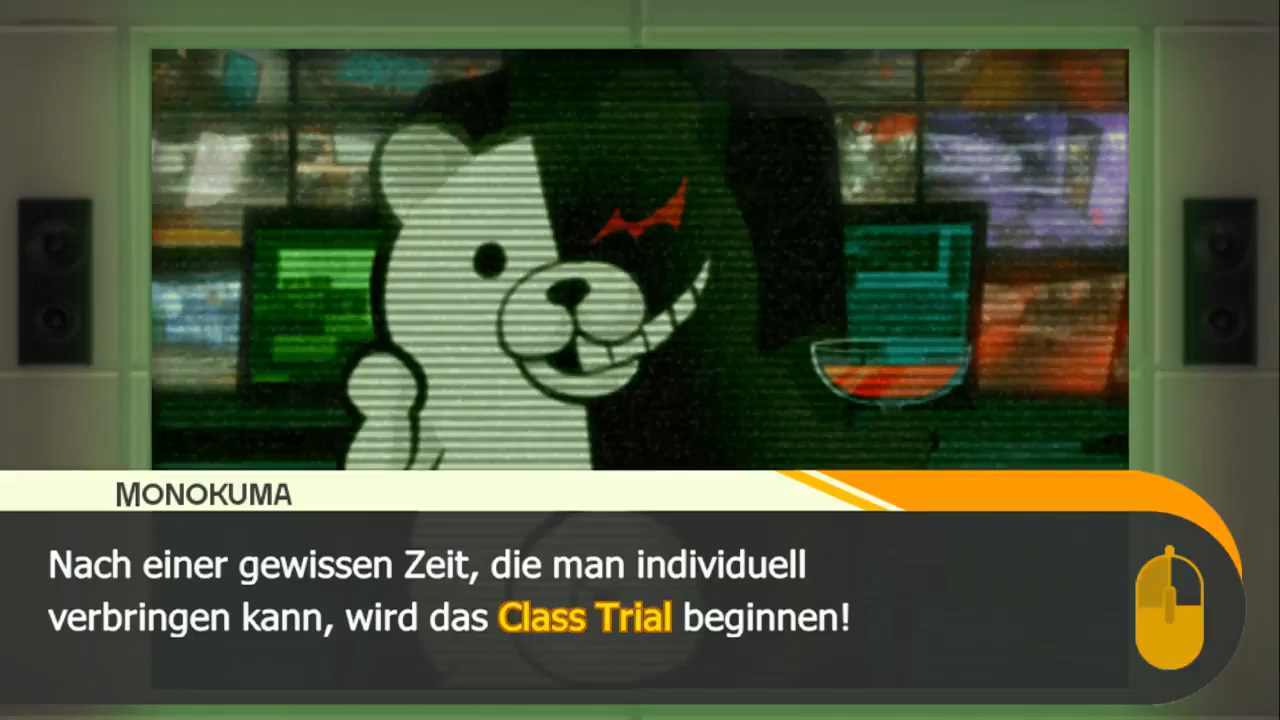 MONOKUMA
Nach einer gewissen Zeit, die man individuell
verbringen kann, wird das Class Trial beginnen!